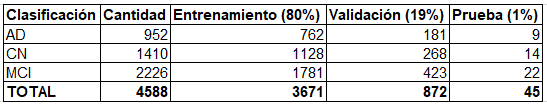 Clasificación Cantidad Entrenamiento (80%) Validación (19%) Prueba (1%)
AD 952 762 181 9
CN 1410 1128 268 14
MCI 2226 1781 423 22
TOTAL 4588 3671 872 45